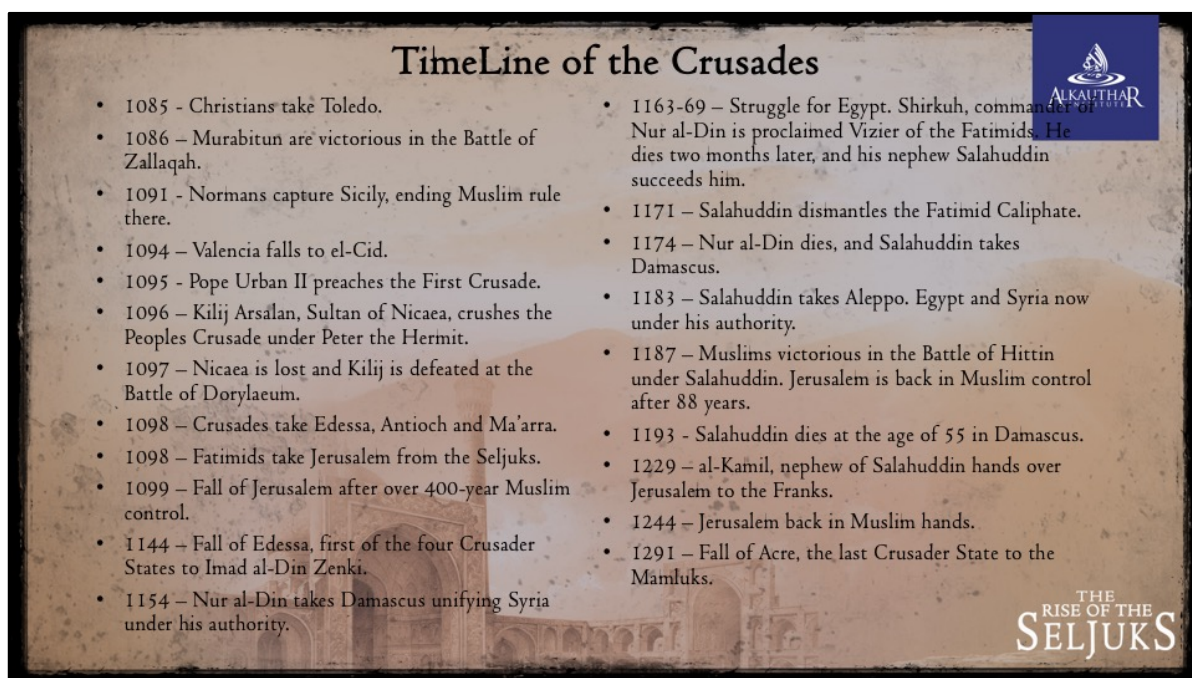 TimeLine of the Crusades
ALKAUTHAR
INSTITUTE
• 1085 - Christians take Toledo.
• 1086 – Murabitun are victorious in the Battle of
Zallaqah.
• 1091 - Normans capture Sicily, ending Muslim rule
there.
• 1094 – Valencia falls to el-Cid.
• 1095 - Pope Urban II preaches the First Crusade.
• 1096 – Kilij Arsalan, Sultan of Nicaea, crushes the
Peoples Crusade under Peter the Hermit.
• 1097 – Nicaea is lost and Kilij is defeated at the
Battle of Dorylaeum.
• 1098 – Crusades take Edessa, Antioch and Ma'arra.
• 1098 – Fatimids take Jerusalem from the Seljuks.
• 1099 – Fall of Jerusalem after over 400-year Muslim
control.
• 1144 – Fall of Edessa, first of the four Crusader
States to Imad al-Din Zenki.
• 1154 – Nur al-Din takes Damascus unifying Syria
under his authority.
• 1163-69 – Struggle for Egypt. Shirkuh, commander of
Nur al-Din is proclaimed Vizier of the Fatimids. He
dies two months later, and his nephew Salahuddin
succeeds him.
• 1171 – Salahuddin dismantles the Fatimid Caliphate.
• 1174 – Nur al-Din dies, and Salahuddin takes
Damascus.
• 1183 – Salahuddin takes Aleppo. Egypt and Syria now
under his authority.
• 1187 – Muslims victorious in the Battle of Hittin
under Salahuddin. Jerusalem is back in Muslim control
after 88 years.
• 1193 - Salahuddin dies at the age of 55 in Damascus.
• 1229 – al-Kamil, nephew of Salahuddin hands over
Jerusalem to the Franks.
• 1244 – Jerusalem back in Muslim hands.
• 1291 – Fall of Acre, the last Crusader State to the
Mamluks.
THE
RISE OF THE
SELJUKS